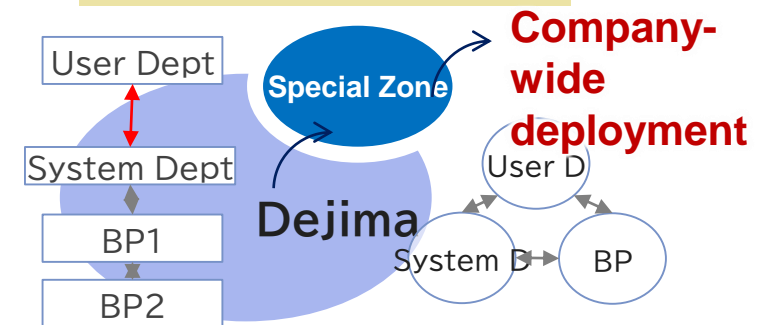 User Dept
System Dept
BP1
BP2
Special Zone
Dejima
Company-
wide
deployment
User D
System D
BP